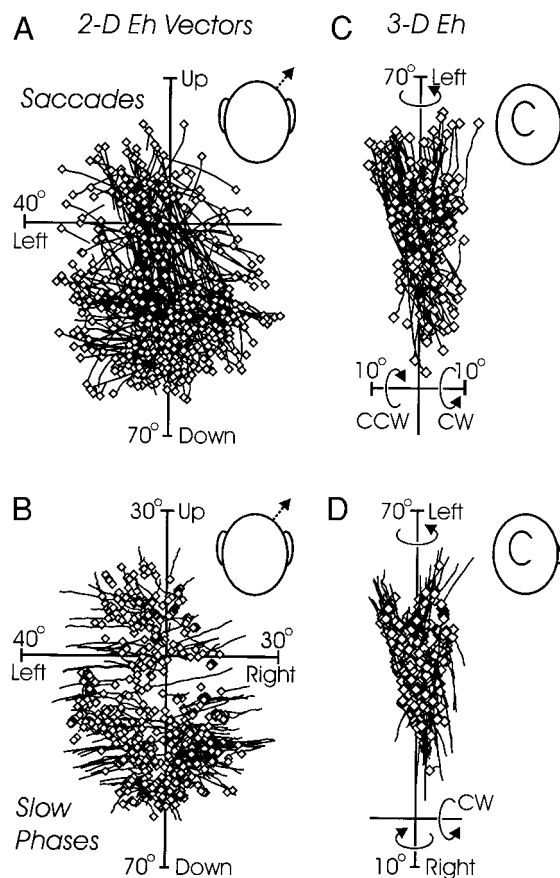 A 2-D Eh Vectors
C 3-D Eh
Saccades
Up
70° Left
40°
Left
10° 10°
CCW CW
70° Down
B
30° Up
D
70° Left
40°
Left
30°
Right
Slow
Phases
70° Down
CW
10° Right